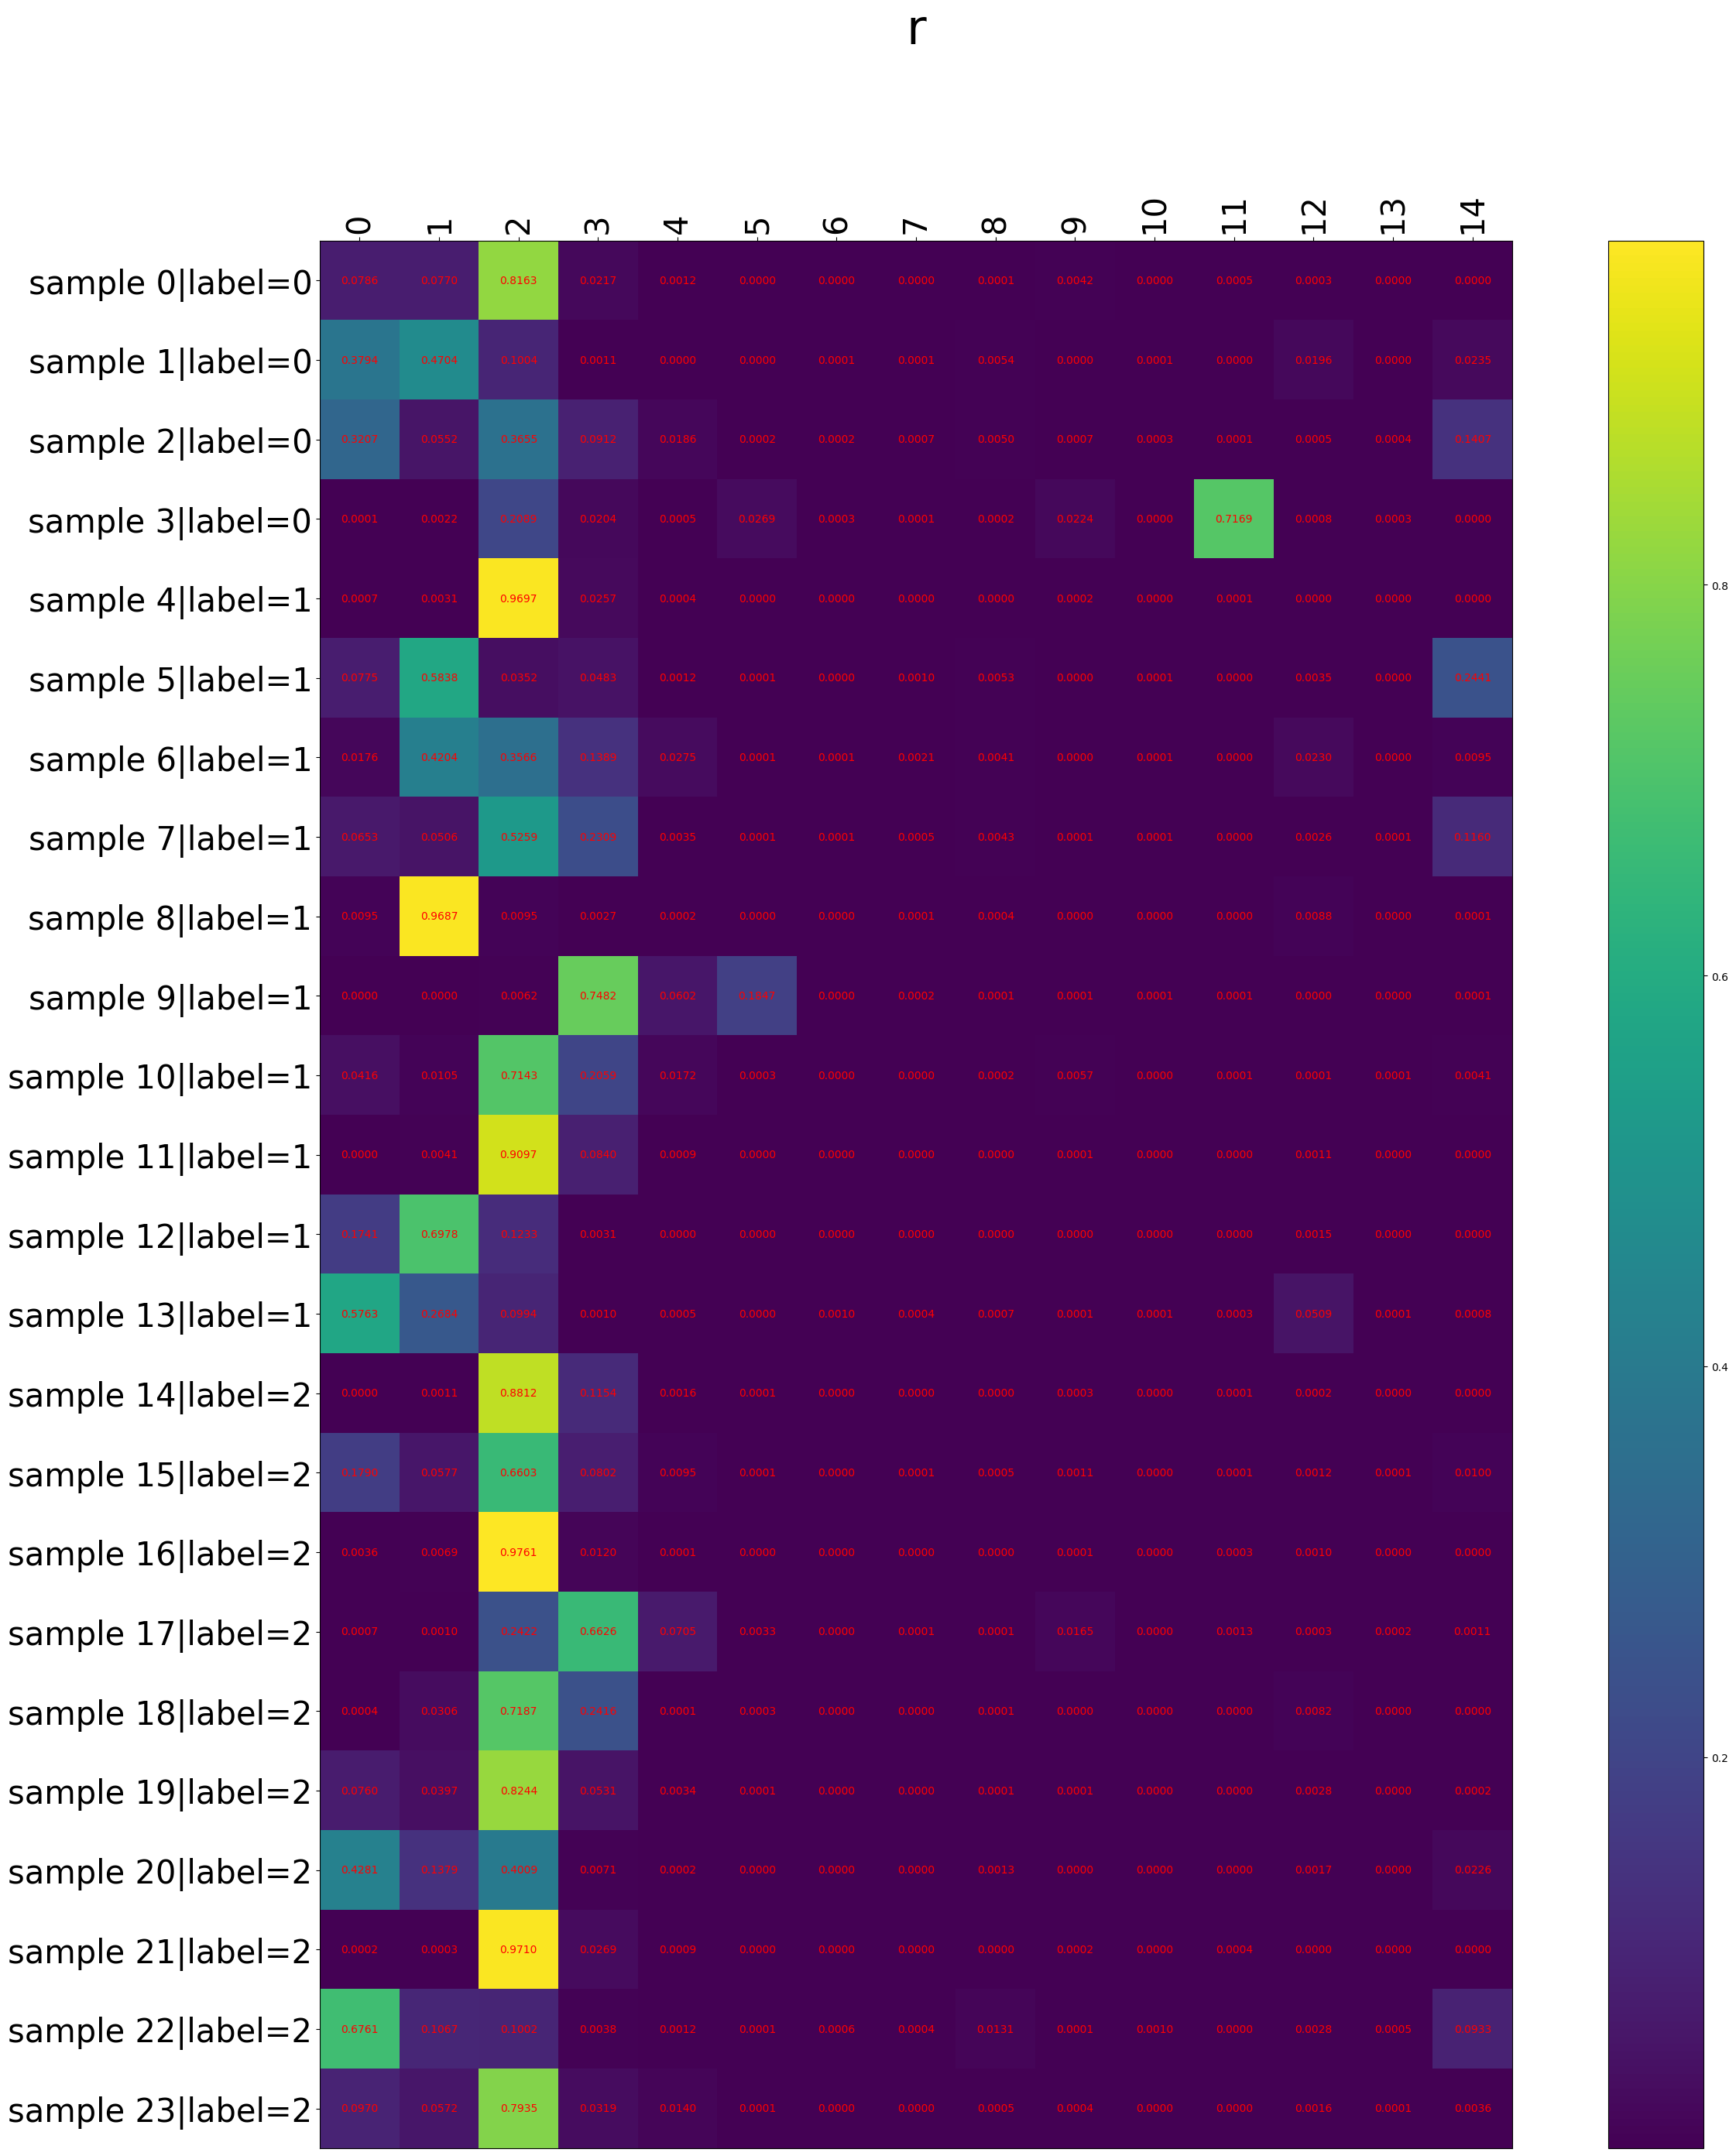 r
0 1 2 3 4 5 6 7 8 9 10 11 12 13 14
sample 0|label=0 0.0786 0.0770 0.8163 0.0217 0.0012 0.0000 0.0000 0.0000 0.0001 0.0042 0.0000 0.0005 0.0003 0.0000 0.0000
sample 1|label=0 0.3794 0.4704 0.1004 0.0011 0.0000 0.0000 0.0001 0.0001 0.0054 0.0000 0.0001 0.0000 0.0196 0.0000 0.0235
sample 2|label=0 0.3207 0.0552 0.3655 0.0912 0.0186 0.0002 0.0002 0.0007 0.0050 0.0007 0.0003 0.0001 0.0005 0.0004 0.1407
sample 3|label=0 0.0001 0.0022 0.0204 0.0005 0.0269 0.0003 0.0001 0.0002 0.0224 0.0000 0.7169 0.0008 0.0003 0.0000
0.8
sample 4|label=1 0.0007 0.0031 0.9697 0.0257 0.0004 0.0000 0.0000 0.0000 0.0000 0.0002 0.0000 0.0001 0.0000 0.0000 0.0000
sample 5|label=1 0.0775 0.5838 0.0352 0.0483 0.0012 0.0001 0.0000 0.0010 0.0053 0.0000 0.0001 0.0000 0.0035 0.0000
sample 6|label=1 0.0176 0.4204 0.3566 0.0275 0.0001 0.0001 0.0021 0.0041 0.0000 0.0001 0.0000 0.0230 0.0000 0.0095
sample 7|label=1 0.0653 0.0506 0.5259 0.0035 0.0001 0.0001 0.0005 0.0043 0.0001 0.0001 0.0000 0.0026 0.0001 0.1160
sample 8|label=1 0.0095 0.9687 0.0095 0.0027 0.0002 0.0000 0.0000 0.0001 0.0004 0.0000 0.0000 0.0000 0.0088 0.0000 0.0001
0.6
sample 9|label=1 0.0000 0.0000 0.0062 0.7482 0.0602 0.0000 0.0002 0.0001 0.0001 0.0001 0.0001 0.0000 0.0000 0.0001
sample 10|label=1 0.0416 0.0105 0.7143 0.0172 0.0003 0.0000 0.0000 0.0002 0.0057 0.0000 0.0001 0.0001 0.0001 0.0041
sample 11|label=1 0.0000 0.0041 0.9097 0.0840 0.0009 0.0000 0.0000 0.0000 0.0000 0.0001 0.0000 0.0000 0.0011 0.0000 0.0000
sample 12|label=1 0.1741 0.6978 0.1233 0.0031 0.0000 0.0000 0.0000 0.0000 0.0000 0.0000 0.0000 0.0000 0.0015 0.0000 0.0000
sample 13|label=1 0.5763 0.0994 0.0010 0.0005 0.0000 0.0010 0.0004 0.0007 0.0001 0.0001 0.0003 0.0509 0.0001 0.0008
0.4
sample 14|label=2 0.0000 0.0011 0.8812 0.1154 0.0016 0.0001 0.0000 0.0000 0.0000 0.0003 0.0000 0.0001 0.0002 0.0000 0.0000
sample 15|label=2 0.0577 0.6603 0.0802 0.0095 0.0001 0.0000 0.0001 0.0005 0.0011 0.0000 0.0001 0.0012 0.0001 0.0100
sample 16|label=2 0.0036 0.0069 0.9761 0.0120 0.0001 0.0000 0.0000 0.0000 0.0000 0.0001 0.0000 0.0003 0.0010 0.0000 0.0000
sample 17|label=2 0.0007 0.0010 0.2422 0.6626 0.0705 0.0033 0.0000 0.0001 0.0001 0.0165 0.0000 0.0013 0.0003 0.0002 0.0011
sample 18|label=2 0.0004 0.0306 0.7187 0.0001 0.0003 0.0000 0.0000 0.0001 0.0000 0.0000 0.0000 0.0082 0.0000 0.0000
0.2
sample 19|label=2 0.0760 0.0397 0.8244 0.0531 0.0034 0.0001 0.0000 0.0000 0.0001 0.0001 0.0000 0.0000 0.0028 0.0000 0.0002
sample 20|label=2 0.4281 0.1379 0.4009 0.0071 0.0002 0.0000 0.0000 0.0000 0.0013 0.0000 0.0000 0.0000 0.0017 0.0000 0.0226
sample 21|label=2 0.0002 0.0003 0.9710 0.0269 0.0009 0.0000 0.0000 0.0000 0.0000 0.0002 0.0000 0.0004 0.0000 0.0000 0.0000
sample 22|label=2 0.6761 0.1067 0.1002 0.0038 0.0012 0.0001 0.0006 0.0004 0.0131 0.0001 0.0010 0.0000 0.0028 0.0005 0.0933
sample 23|label=2 0.0970 0.0572 0.7935 0.0319 0.0140 0.0001 0.0000 0.0000 0.0005 0.0004 0.0000 0.0000 0.0016 0.0001 0.0036